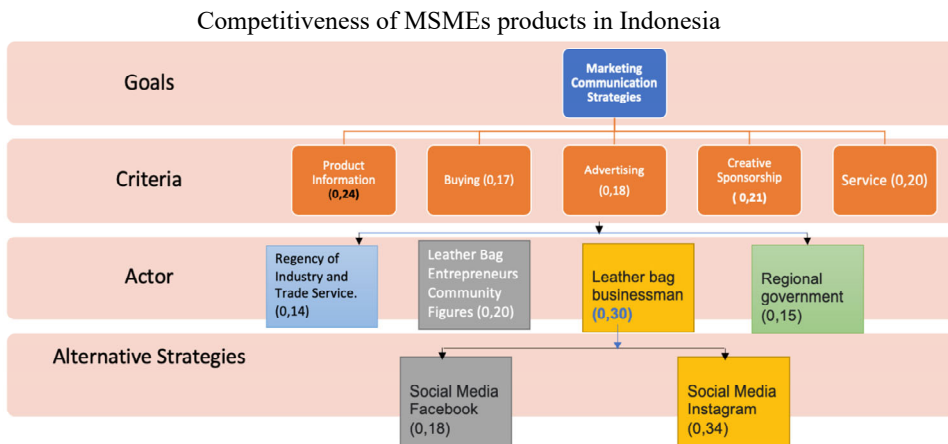 Competitiveness of MSMEs products in Indonesia
Goals
Marketing
Communication
Strategies
Criteria
Product
Information
(0,24)
Buying (0,17)
Advertising
(0,18)
Creative
Sponsorship
( 0,21)
Service (0,20)
Actor
Regency of
Industry and
Trade Service.
(0,14)
Leather Bag
Entrepreneurs
Community
Figures (0,20)
Leather bag
businessman
(0,30)
Regional
government
(0,15)
Alternative Strategies
Social Media
Facebook
(0,18)
Social Media
Instagram
(0,34)